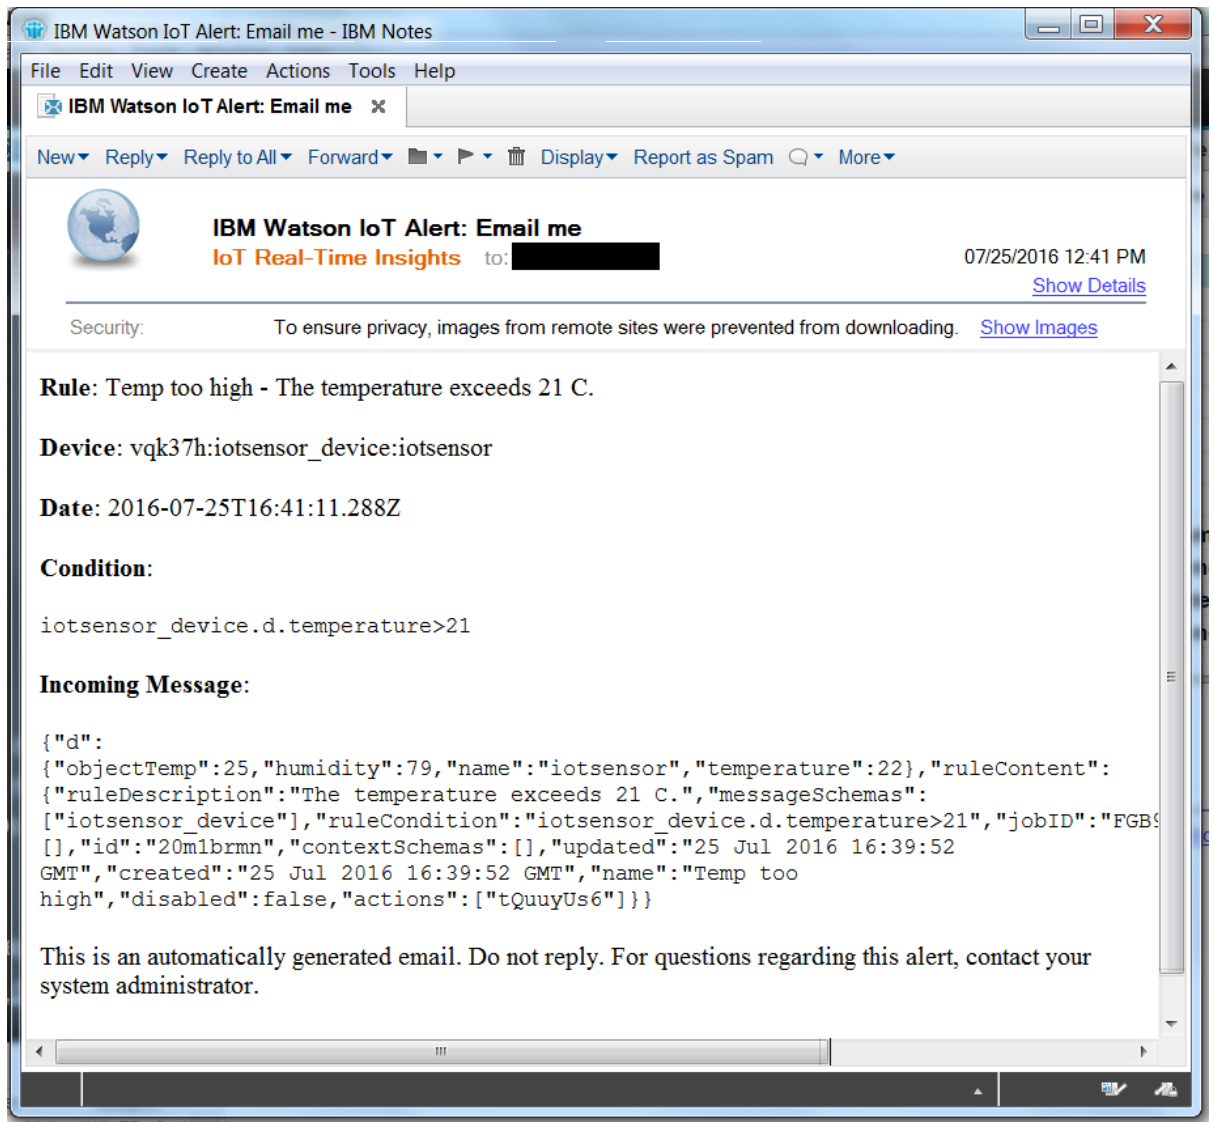 IBM Watson IoT Alert: Email me - IBM Notes
File Edit View Create Actions Tools Help
IBM Watson IoT Alert: Email me
New Reply Reply to All Forward Display Report as Spam More
IBM Watson IoT Alert: Email me
IoT Real-Time Insights to:
07/25/2016 12:41 PM
Show Details
Security: To ensure privacy, images from remote sites were prevented from downloading. Show Images
Rule: Temp too high - The temperature exceeds 21 C.
Device: vqk37h:iotsensor_device:iotsensor
Date: 2016-07-25T16:41:11.288Z
Condition:
iotsensor_device.d.temperature>21
Incoming Message:
{"d":
{"objectTemp":25,"humidity":79,"name":"iotsensor","temperature":22},"ruleContent":
{"ruleDescription":"The temperature exceeds 21 C.","messageSchemas":
["iotsensor_device"],"ruleCondition":"iotsensor_device.d.temperature>21","jobID":"FGB
[],"id":"20m1brmn","contextSchemas":[],"updated":"25 Jul 2016 16:39:52
GMT","created":"25 Jul 2016 16:39:52 GMT","name":"Temp too
high","disabled":false,"actions":["tQuuyUs6"]}}
This is an automatically generated email. Do not reply. For questions regarding this alert, contact your
system administrator.